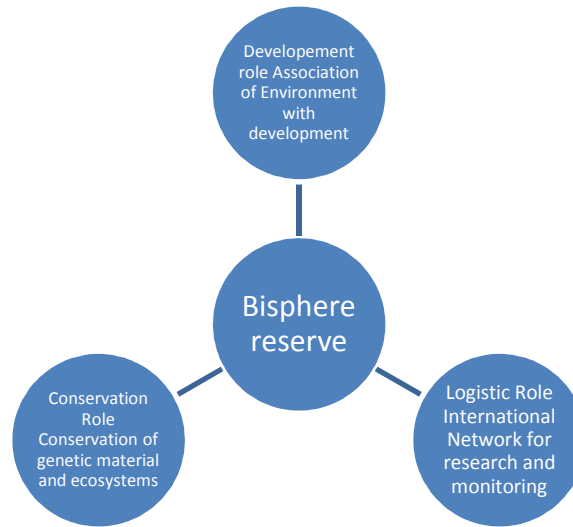 Developement
role Association
of Environment
with
development
Bisphere
reserve
Conservation
Role
Conservation of
genetic material
and ecosystems
Logistic Role
International
Network for
research and
monitoring